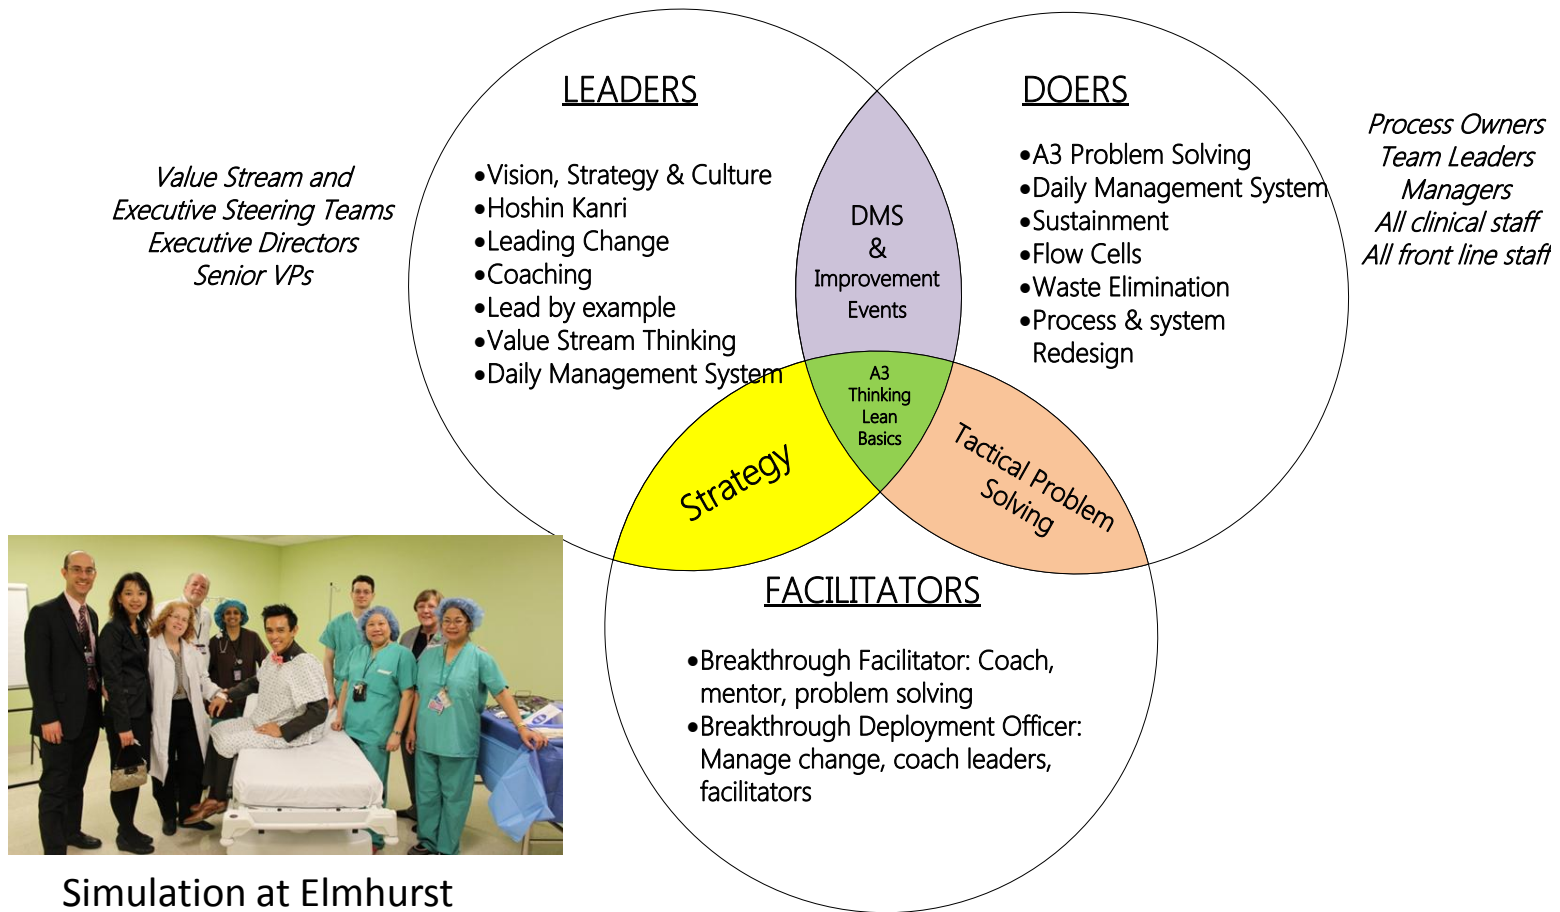 LEADERS
•Vision, Strategy & Culture
•Hoshin Kanri
•Leading Change
•Coaching
•Lead by example
•Value Stream Thinking
•Daily Management System
Value Stream and
Executive Steering Teams
Executive Directors
Senior VPs
DOERS
•A3 Problem Solving
•Daily Management System
•Sustainment
•Flow Cells
•Waste Elimination
•Process & system
Redesign
Process Owners
Team Leaders
Managers
All clinical staff
All front line staff
DMS
&
Improvement
Events
A3
Thinking
Lean
Basics
Strategy
Tactical Problem
Solving
FACILITATORS
•Breakthrough Facilitator: Coach,
mentor, problem solving
•Breakthrough Deployment Officer:
Manage change, coach leaders,
facilitators
Simulation at Elmhurst